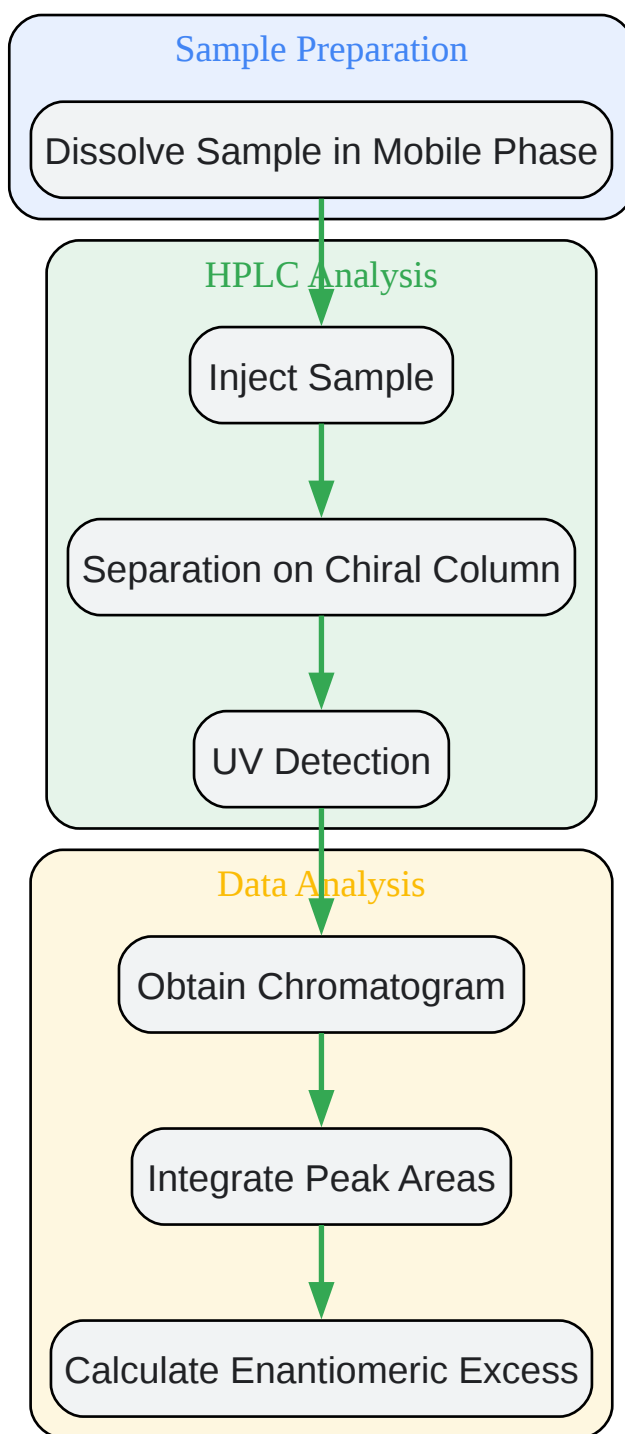 Sample Preparation
Dissolve Sample in Mobile Phase
HPLC Analysis
Inject Sample
Separation on Chiral Column
UV Detection
Data Analysis
Obtain Chromatogram
Integrate Peak Areas
Calculate Enantiomeric Excess